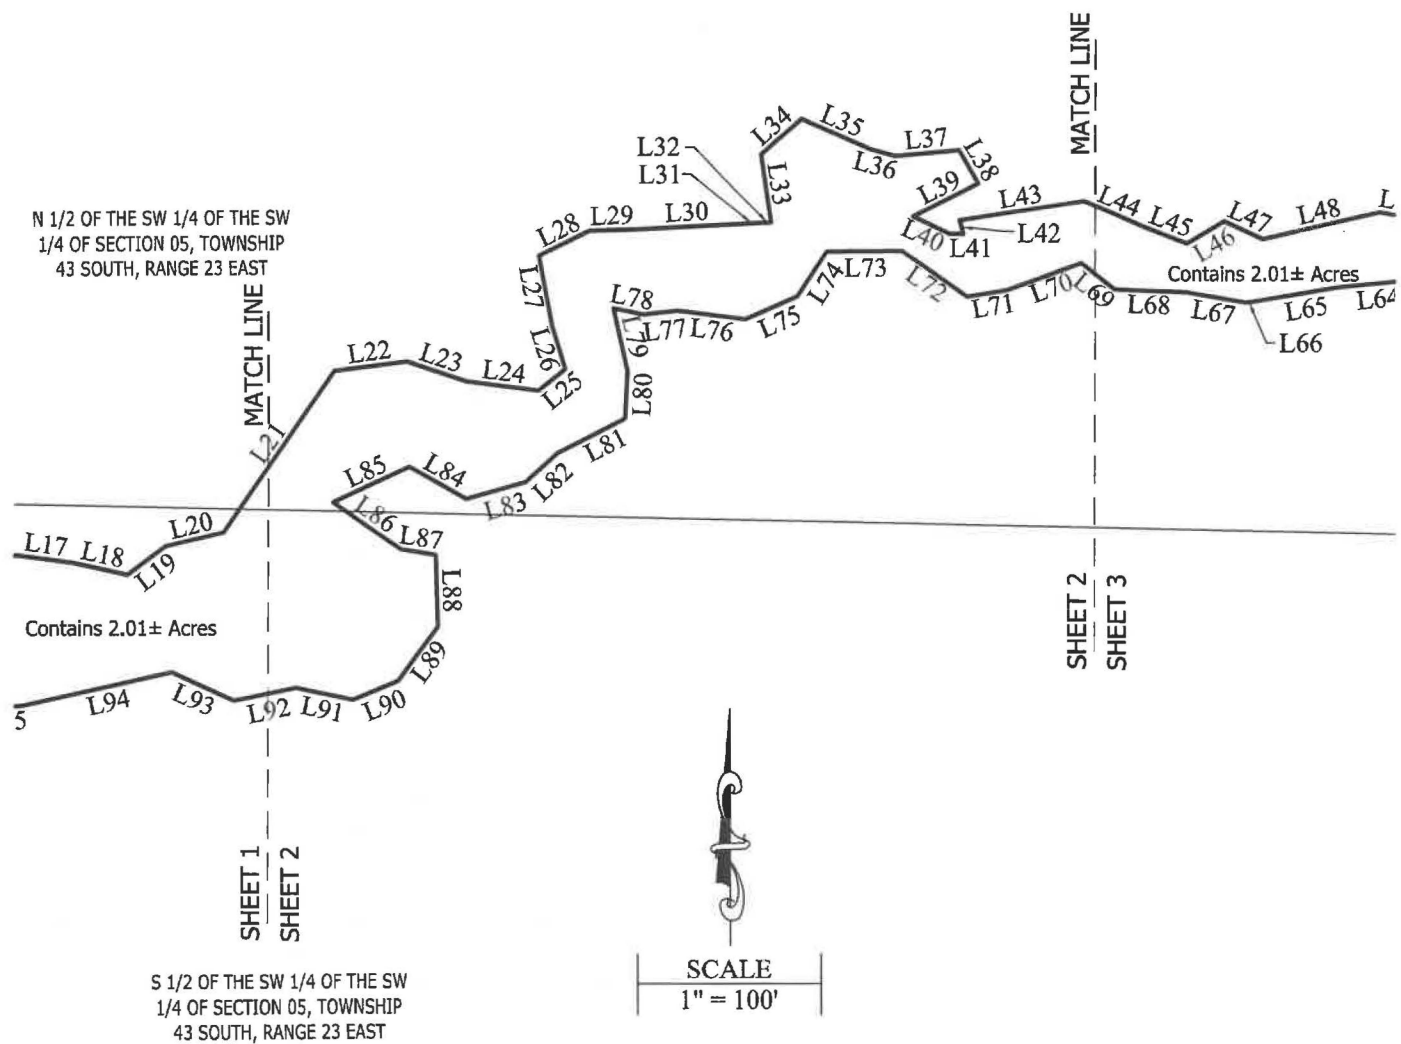 MATCH LINE
L34
L35
L32
L31
L33
L36
L37
L38
L39
N 1/2 OF THE SW 1/4 OF THE SW
1/4 OF SECTION 05, TOWNSHIP
43 SOUTH, RANGE 23 EAST
L28
L29
L30
L40
L41
L42
L43
L44
L45
L46
L47
L48
L
Contains 2.01± Acres
MATCH LINE
L27
L26
L25
L24
L23
L22
L21
L78
L77
L76
L75
L74
L73
L72
L71
L70
L69
L68
L67
L66
L65
L64
L79
L80
L81
L82
L83
L84
L85
L86
L87
L88
L89
L90
L91
L92
L93
L94
5
L17
L18
L19
L20
Contains 2.01± Acres
SHEET 2
SHEET 3
SHEET 1
SHEET 2
SCALE
1" = 100'
S 1/2 OF THE SW 1/4 OF THE SW
1/4 OF SECTION 05, TOWNSHIP
43 SOUTH, RANGE 23 EAST